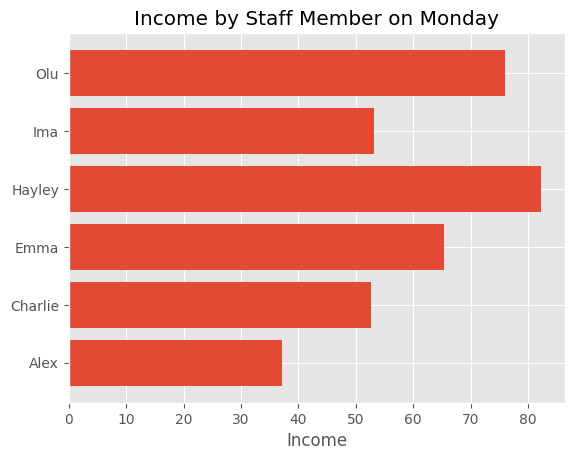 Income by Staff Member on Monday
Olu
Ima
Hayley
Emma
Charlie
Alex
0 10 20 30 40 50 60 70 80
Income